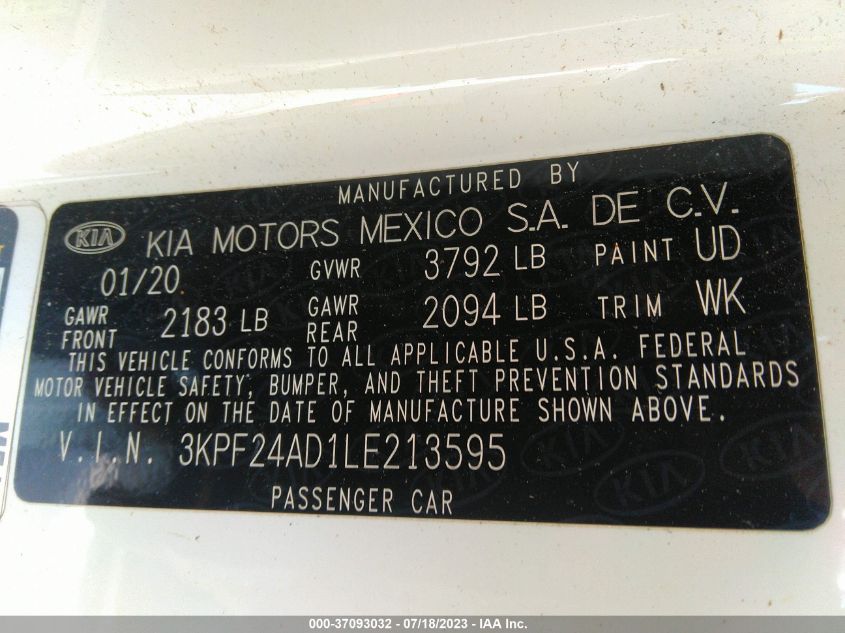 MANUFACTURED BY
KIA KIA MOTORS MEXICO S.A. DE C.V.
01/20 GVWR 3792 LB PAINT UD
GAWR FRONT 2183 LB GAWR REAR 2094 LB TRIM WK
THIS VEHICLE CONFORMS TO ALL APPLICABLE U.S.A. FEDERAL
MOTOR VEHICLE SAFETY, BUMPER, AND THEFT PREVENTION STANDARDS
IN EFFECT ON THE DATE OF MANUFACTURE SHOWN ABOVE.
V.I.N. 3KPF24AD1LE213595
PASSENGER CAR
000-37093032 - 07/18/2023 - IAA Inc.